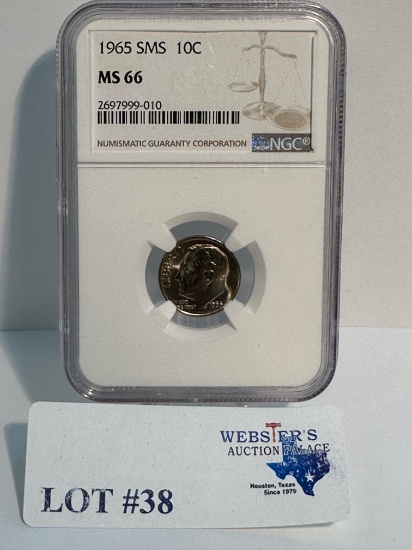 1965 SMS 10C
MS 66
2697999-010
NUMISMATIC GUARANTY CORPORATION
NGC®
LIBERTY
WEBSTER'S
AUCTION PALACE
Houston, Texas
Since 1979
LOT #38